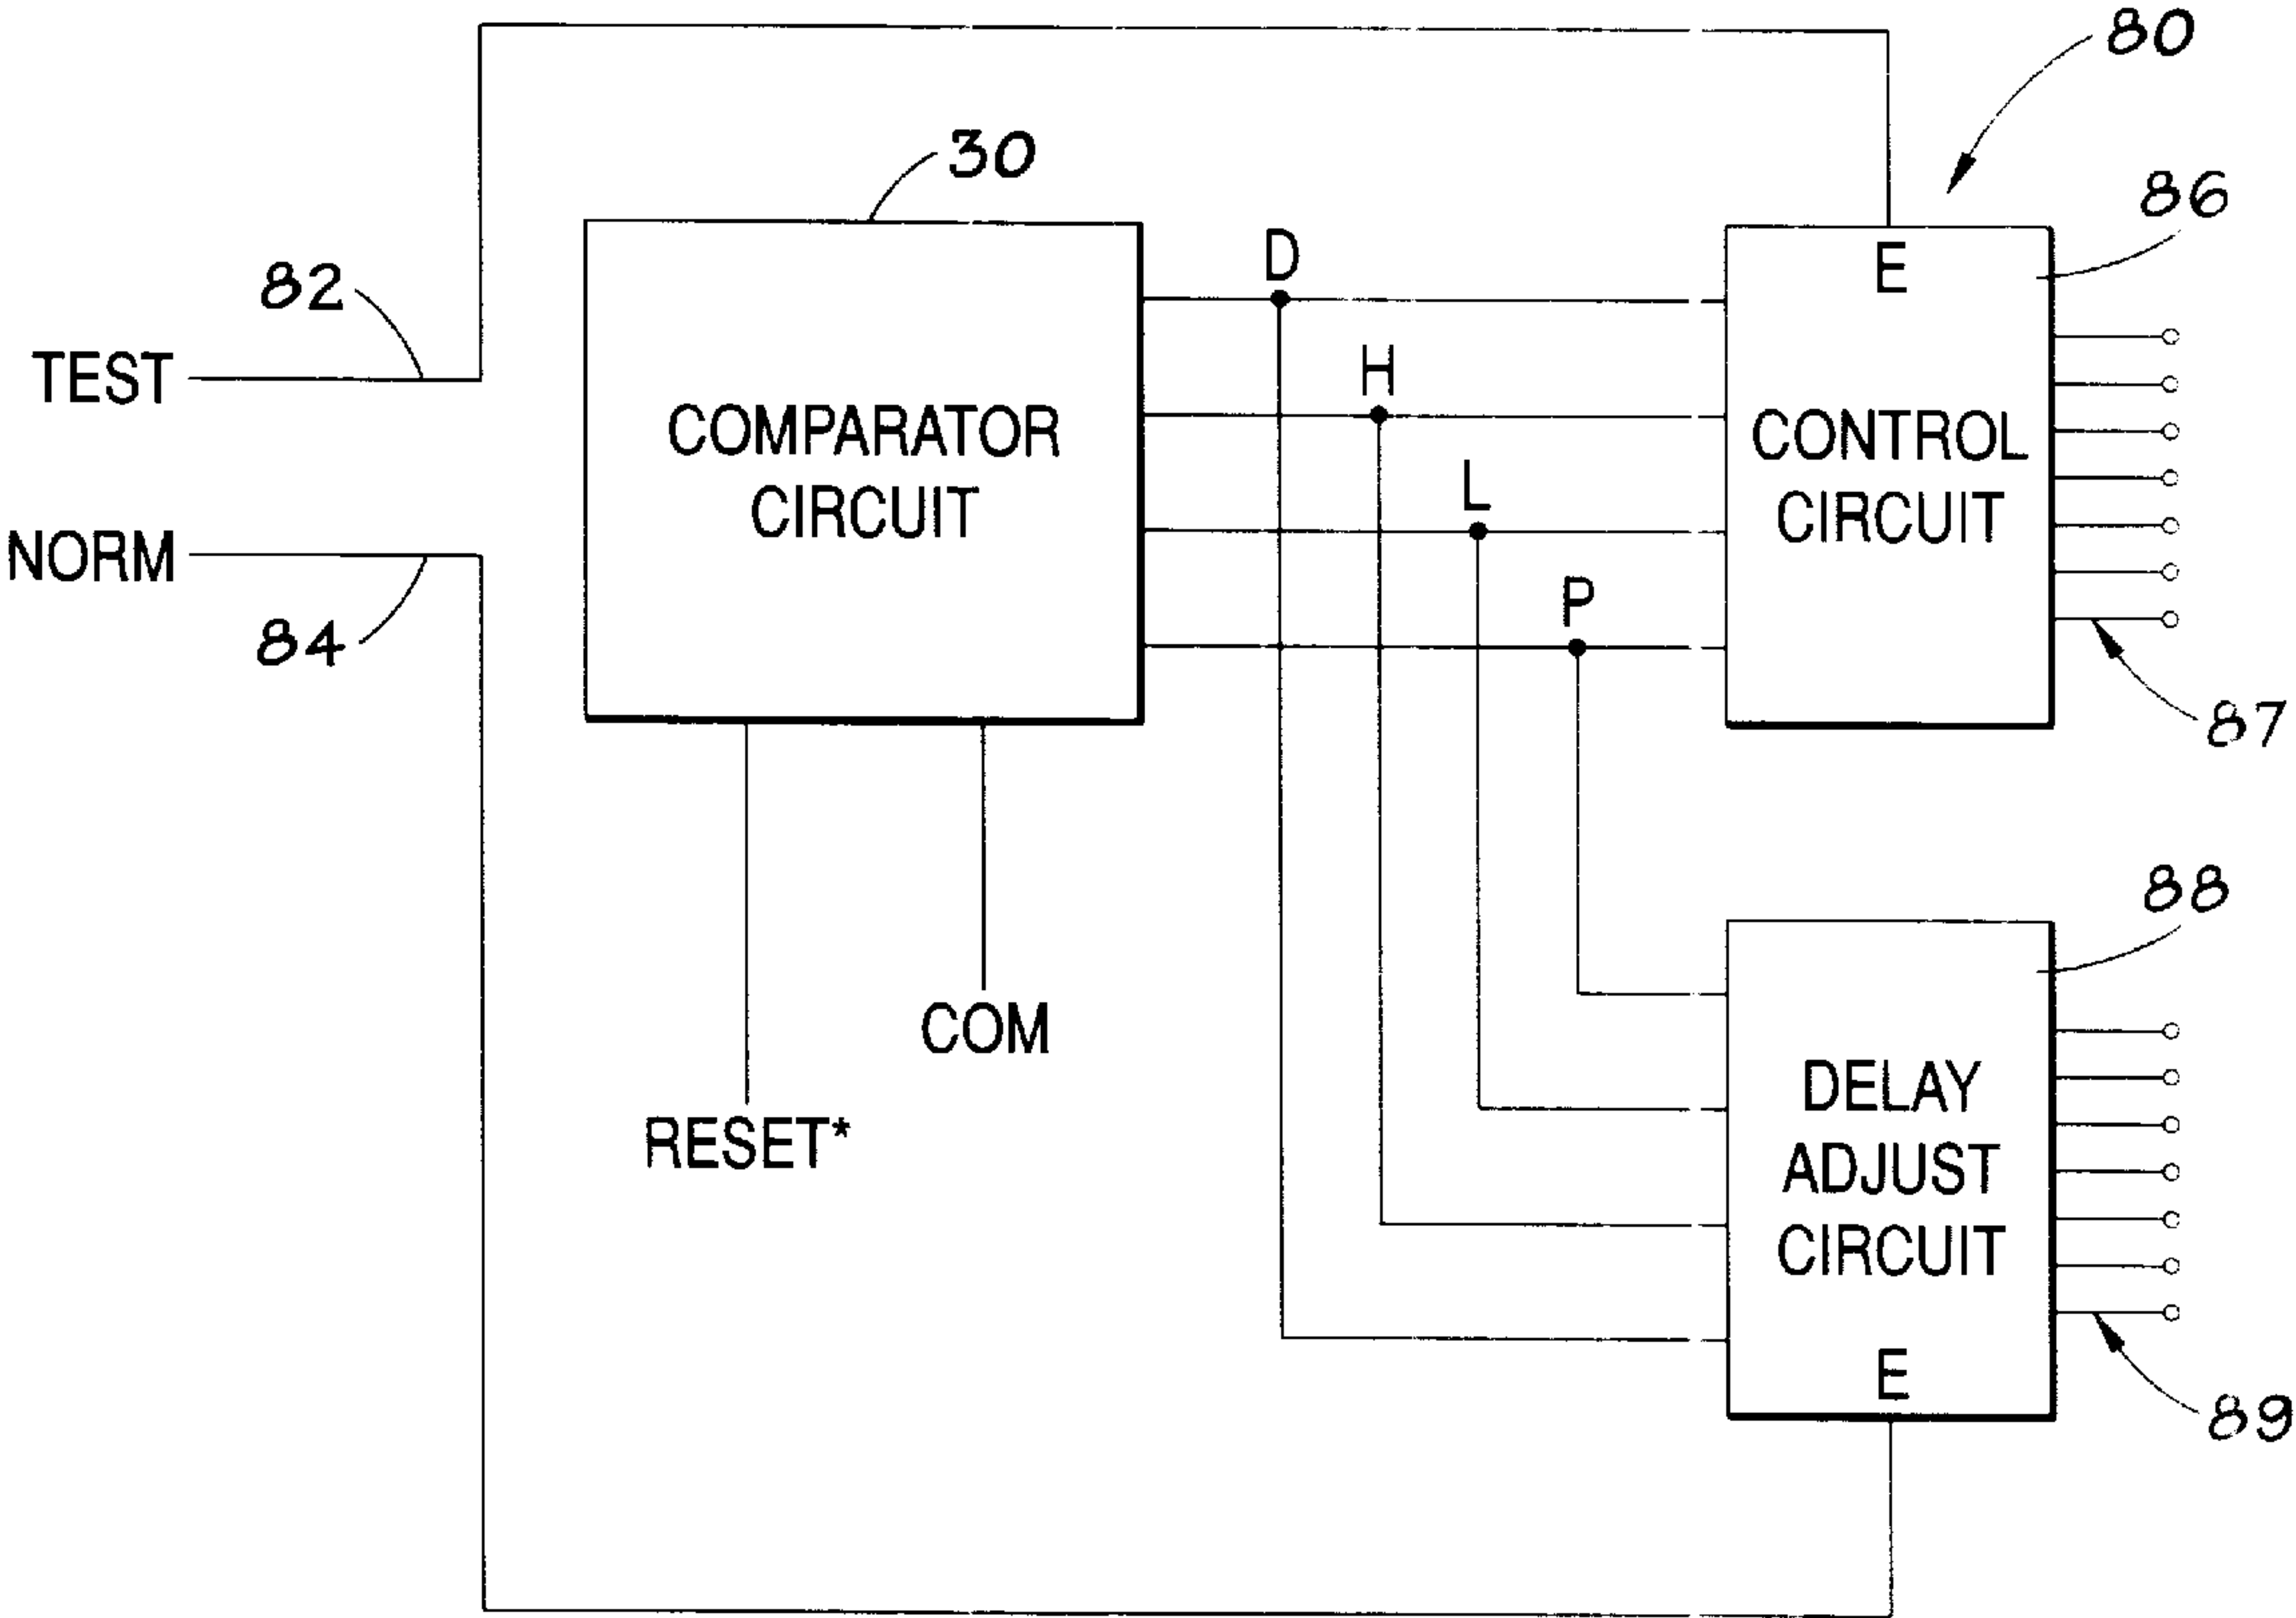 80
30
86
D
E
82
TEST
H
COMPARATOR
CIRCUIT
CONTROL
CIRCUIT
L
NORM
P
84
87
88
COM
RESET*
DELAY
ADJUST
CIRCUIT
E
89